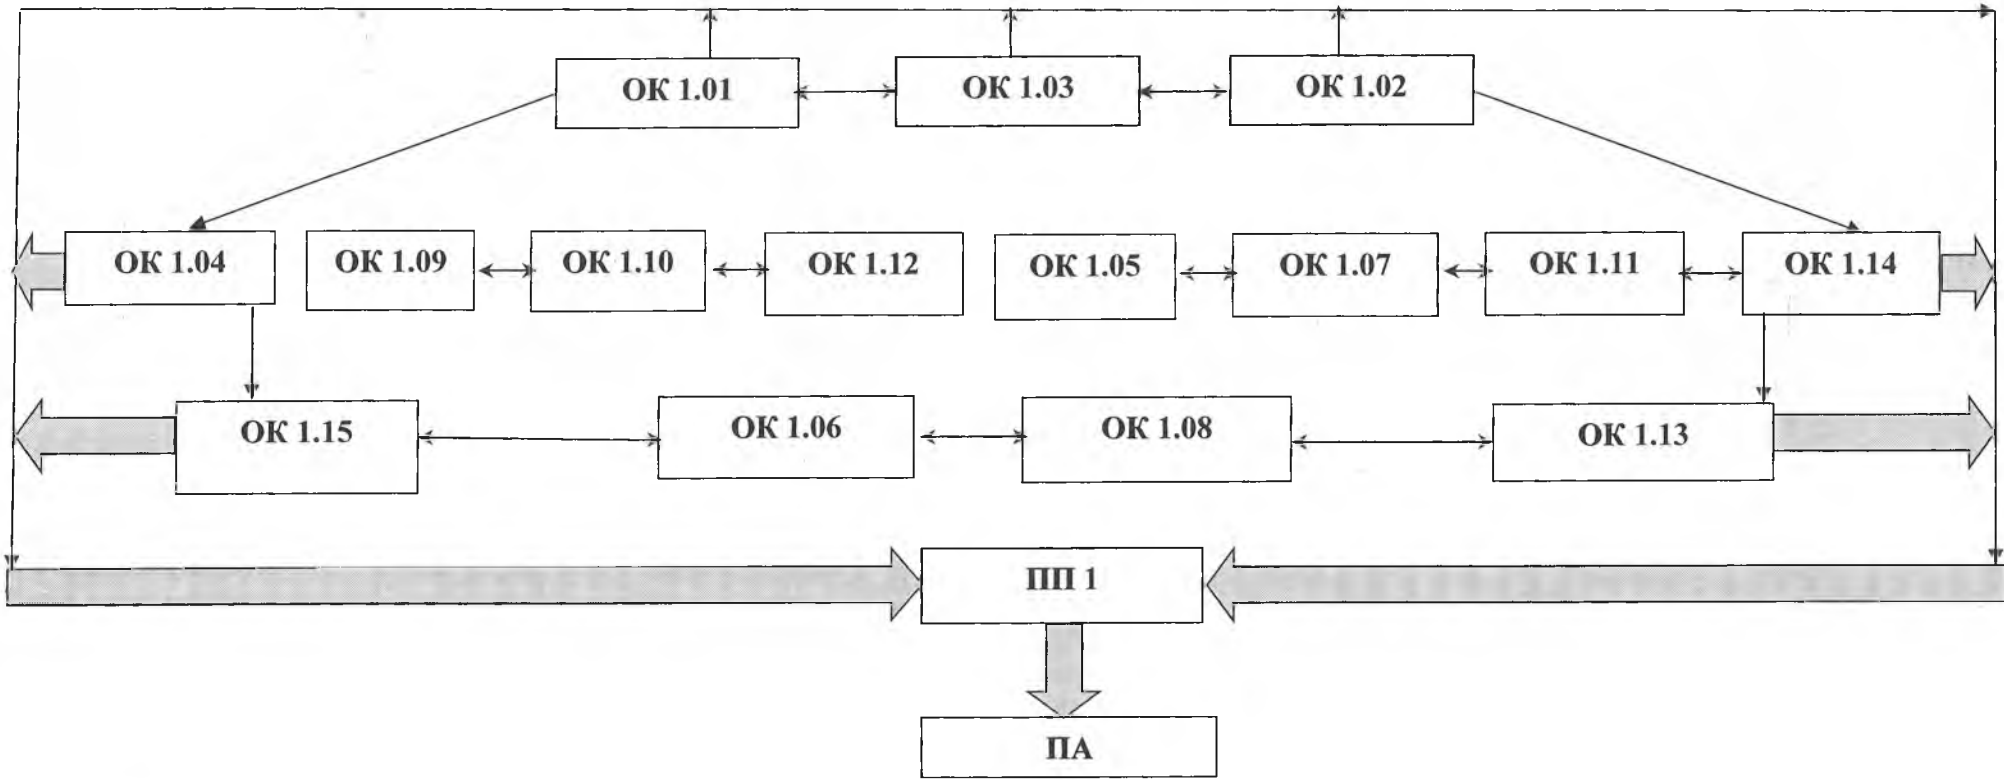 ОК 1.01
ОК 1.03
ОК 1.02
ОК 1.04
ОК 1.09
ОК 1.10
ОК 1.12
ОК 1.05
ОК 1.07
ОК 1.11
ОК 1.14
ОК 1.15
ОК 1.06
ОК 1.08
ОК 1.13
ПП 1
ПА